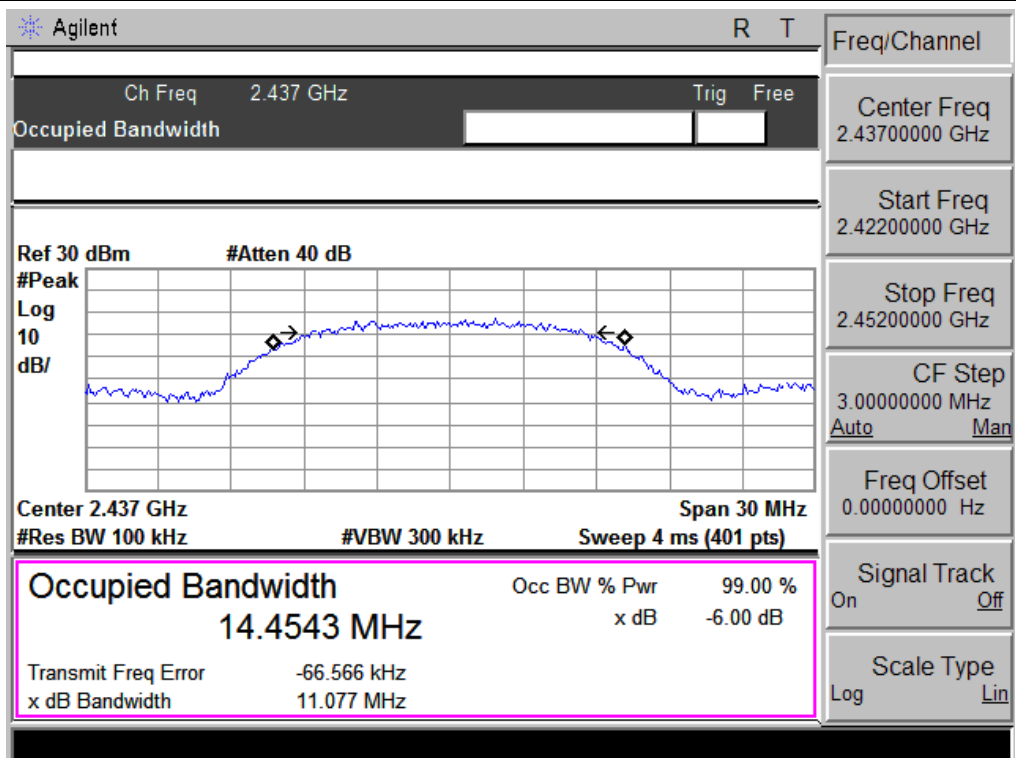 Agilent R T
Freq/Channel
Ch Freq 2.437 GHz Trig Free
Occupied Bandwidth
Center Freq
2.43700000 GHz
Start Freq
2.42200000 GHz
Ref 30 dBm #Atten 40 dB
#Peak
Log
10
dB/
Stop Freq
2.45200000 GHz
CF Step
3.00000000 MHz
Auto Man
Freq Offset
0.00000000 Hz
Center 2.437 GHz Span 30 MHz
#Res BW 100 kHz #VBW 300 kHz Sweep 4 ms (401 pts)
Occupied Bandwidth
14.4543 MHz
Occ BW % Pwr 99.00 %
x dB -6.00 dB
Transmit Freq Error -66.566 kHz
x dB Bandwidth 11.077 MHz
Signal Track
On Off
Scale Type
Log Lin